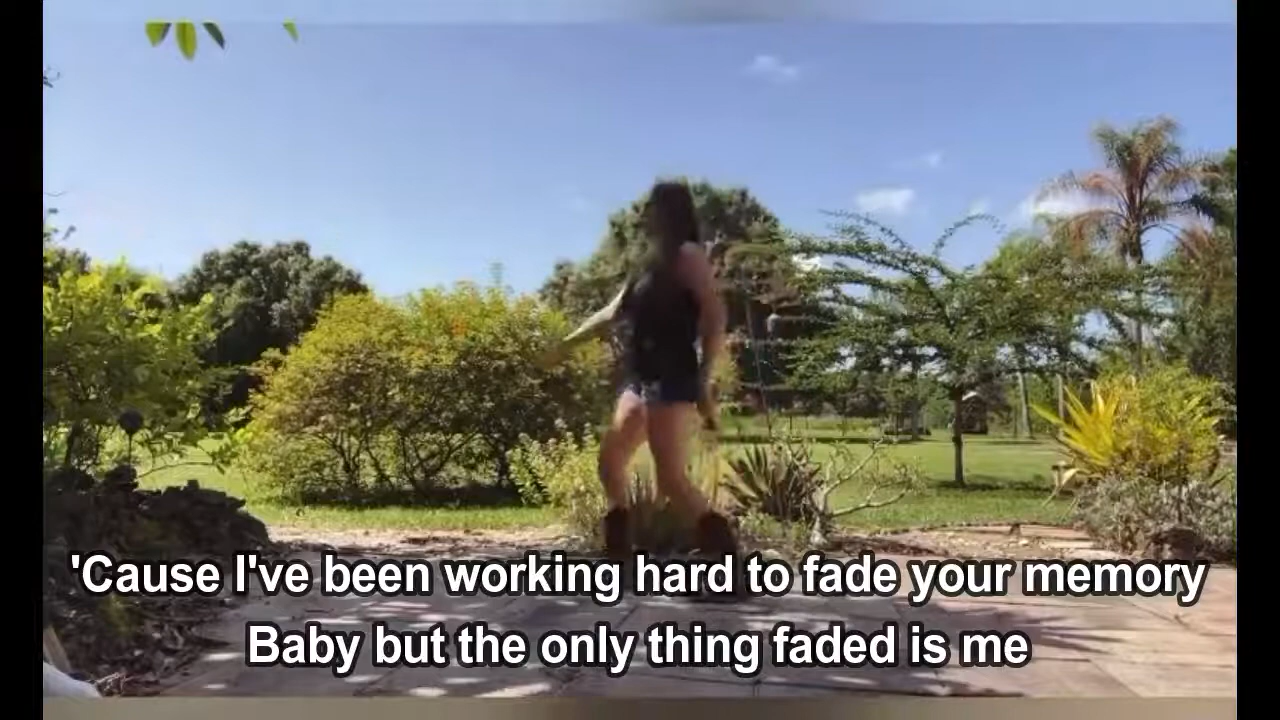 'Cause I've been working hard to fade your memory
Baby but the only thing faded is me